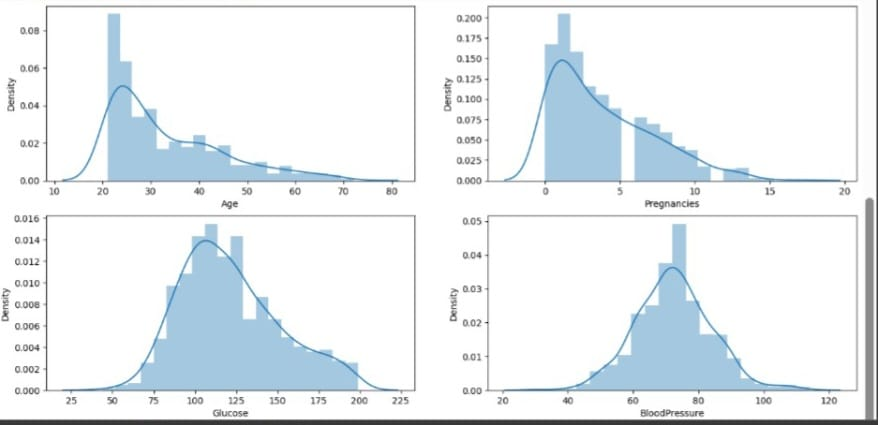 0.08
0.06
0.04
0.02
0.00
Density
10 20 30 40 50 60 70 80
Age
0.200
0.175
0.150
0.125
0.100
0.075
0.050
0.025
0.000
Density
0 5 10 15 20
Pregnancies
0.016
0.014
0.012
0.010
0.008
0.006
0.004
0.002
0.000
Density
25 50 75 100 125 150 175 200 225
Glucose
0.05
0.04
0.03
0.02
0.01
0.00
Density
20 40 60 80 100 120
BloodPressure